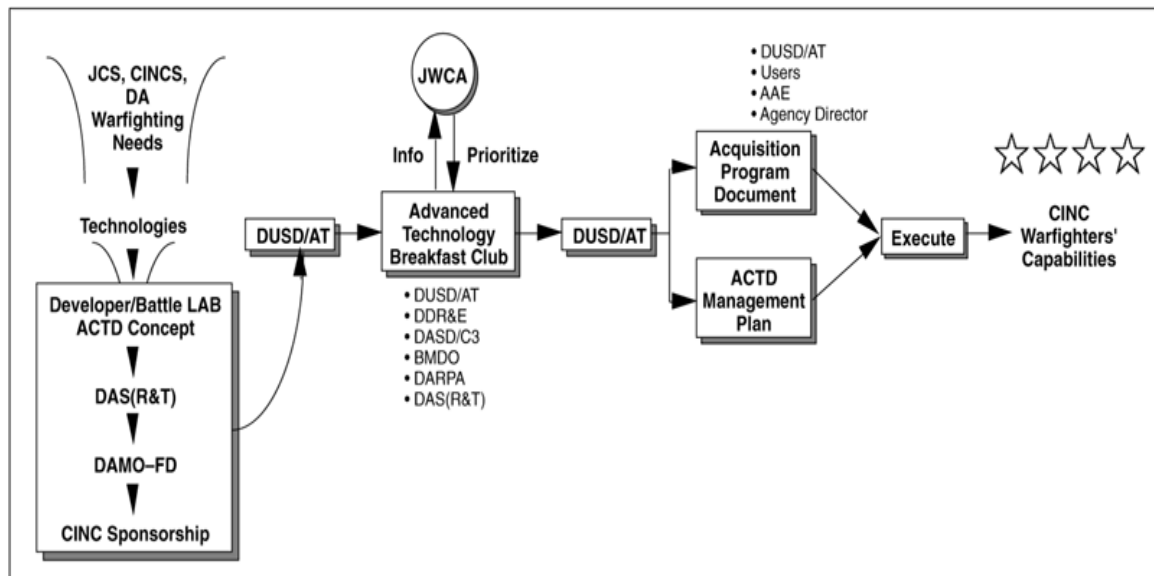 JCS, CINCS,
DA
Warfighting
Needs
Technologies
Developer/Battle LAB
ACTD Concept
DAS(R&T)
DAMO–FD
CINC Sponsorship
DUSD/AT
JWCA
Info
Prioritize
Advanced
Technology
Breakfast Club
• DUSD/AT
• DDR&E
• DASD/C3
• BMDO
• DARPA
• DAS(R&T)
DUSD/AT
• DUSD/AT
• Users
• AAE
• Agency Director
Acquisition
Program
Document
ACTD
Management
Plan
Execute
CINC
Warfighters'
Capabilities